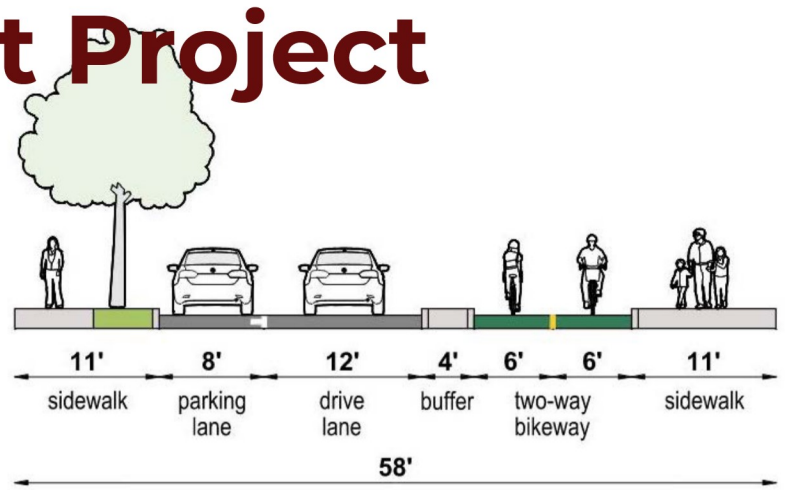 t Project
11' 8' 12' 4' 6' 6' 11'
sidewalk parking lane drive lane buffer two-way bikeway sidewalk
58'